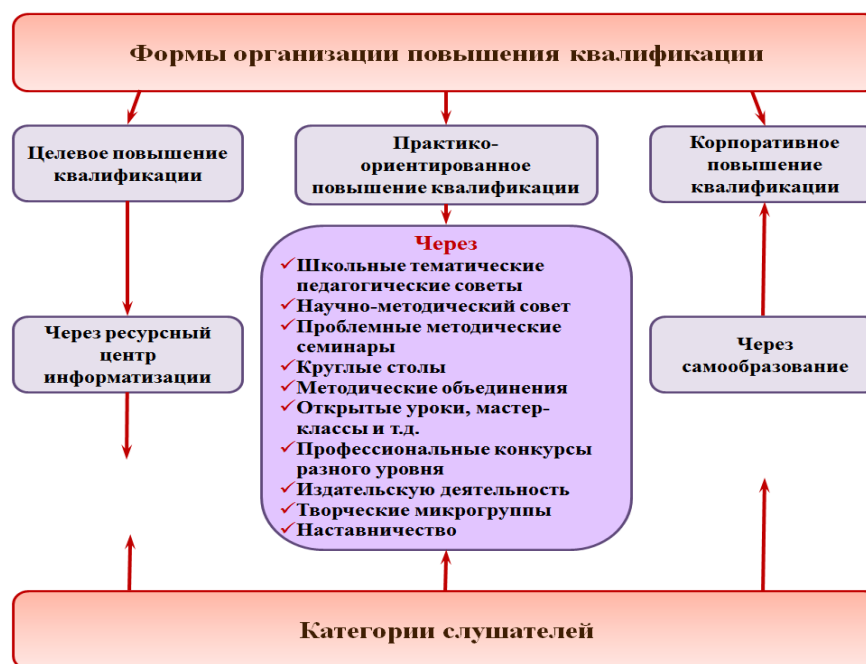 Формы организации повышения квалификации
Целевое повышение
квалификации
Практико-
ориентированное
повышение квалификации
Корпоративное
повышение
квалификации
Через ресурсный
центр
информатизации
Через
Школьные тематические
педагогические советы
Научно-методический совет
Проблемные методические
семинары
Круглые столы
Методические объединения
Открытые уроки, мастер-
классы и т.д.
Профессиональные конкурсы
разного уровня
Издательскую деятельность
Творческие микрогруппы
Наставничество
Через
самообразование
Категории слушателей